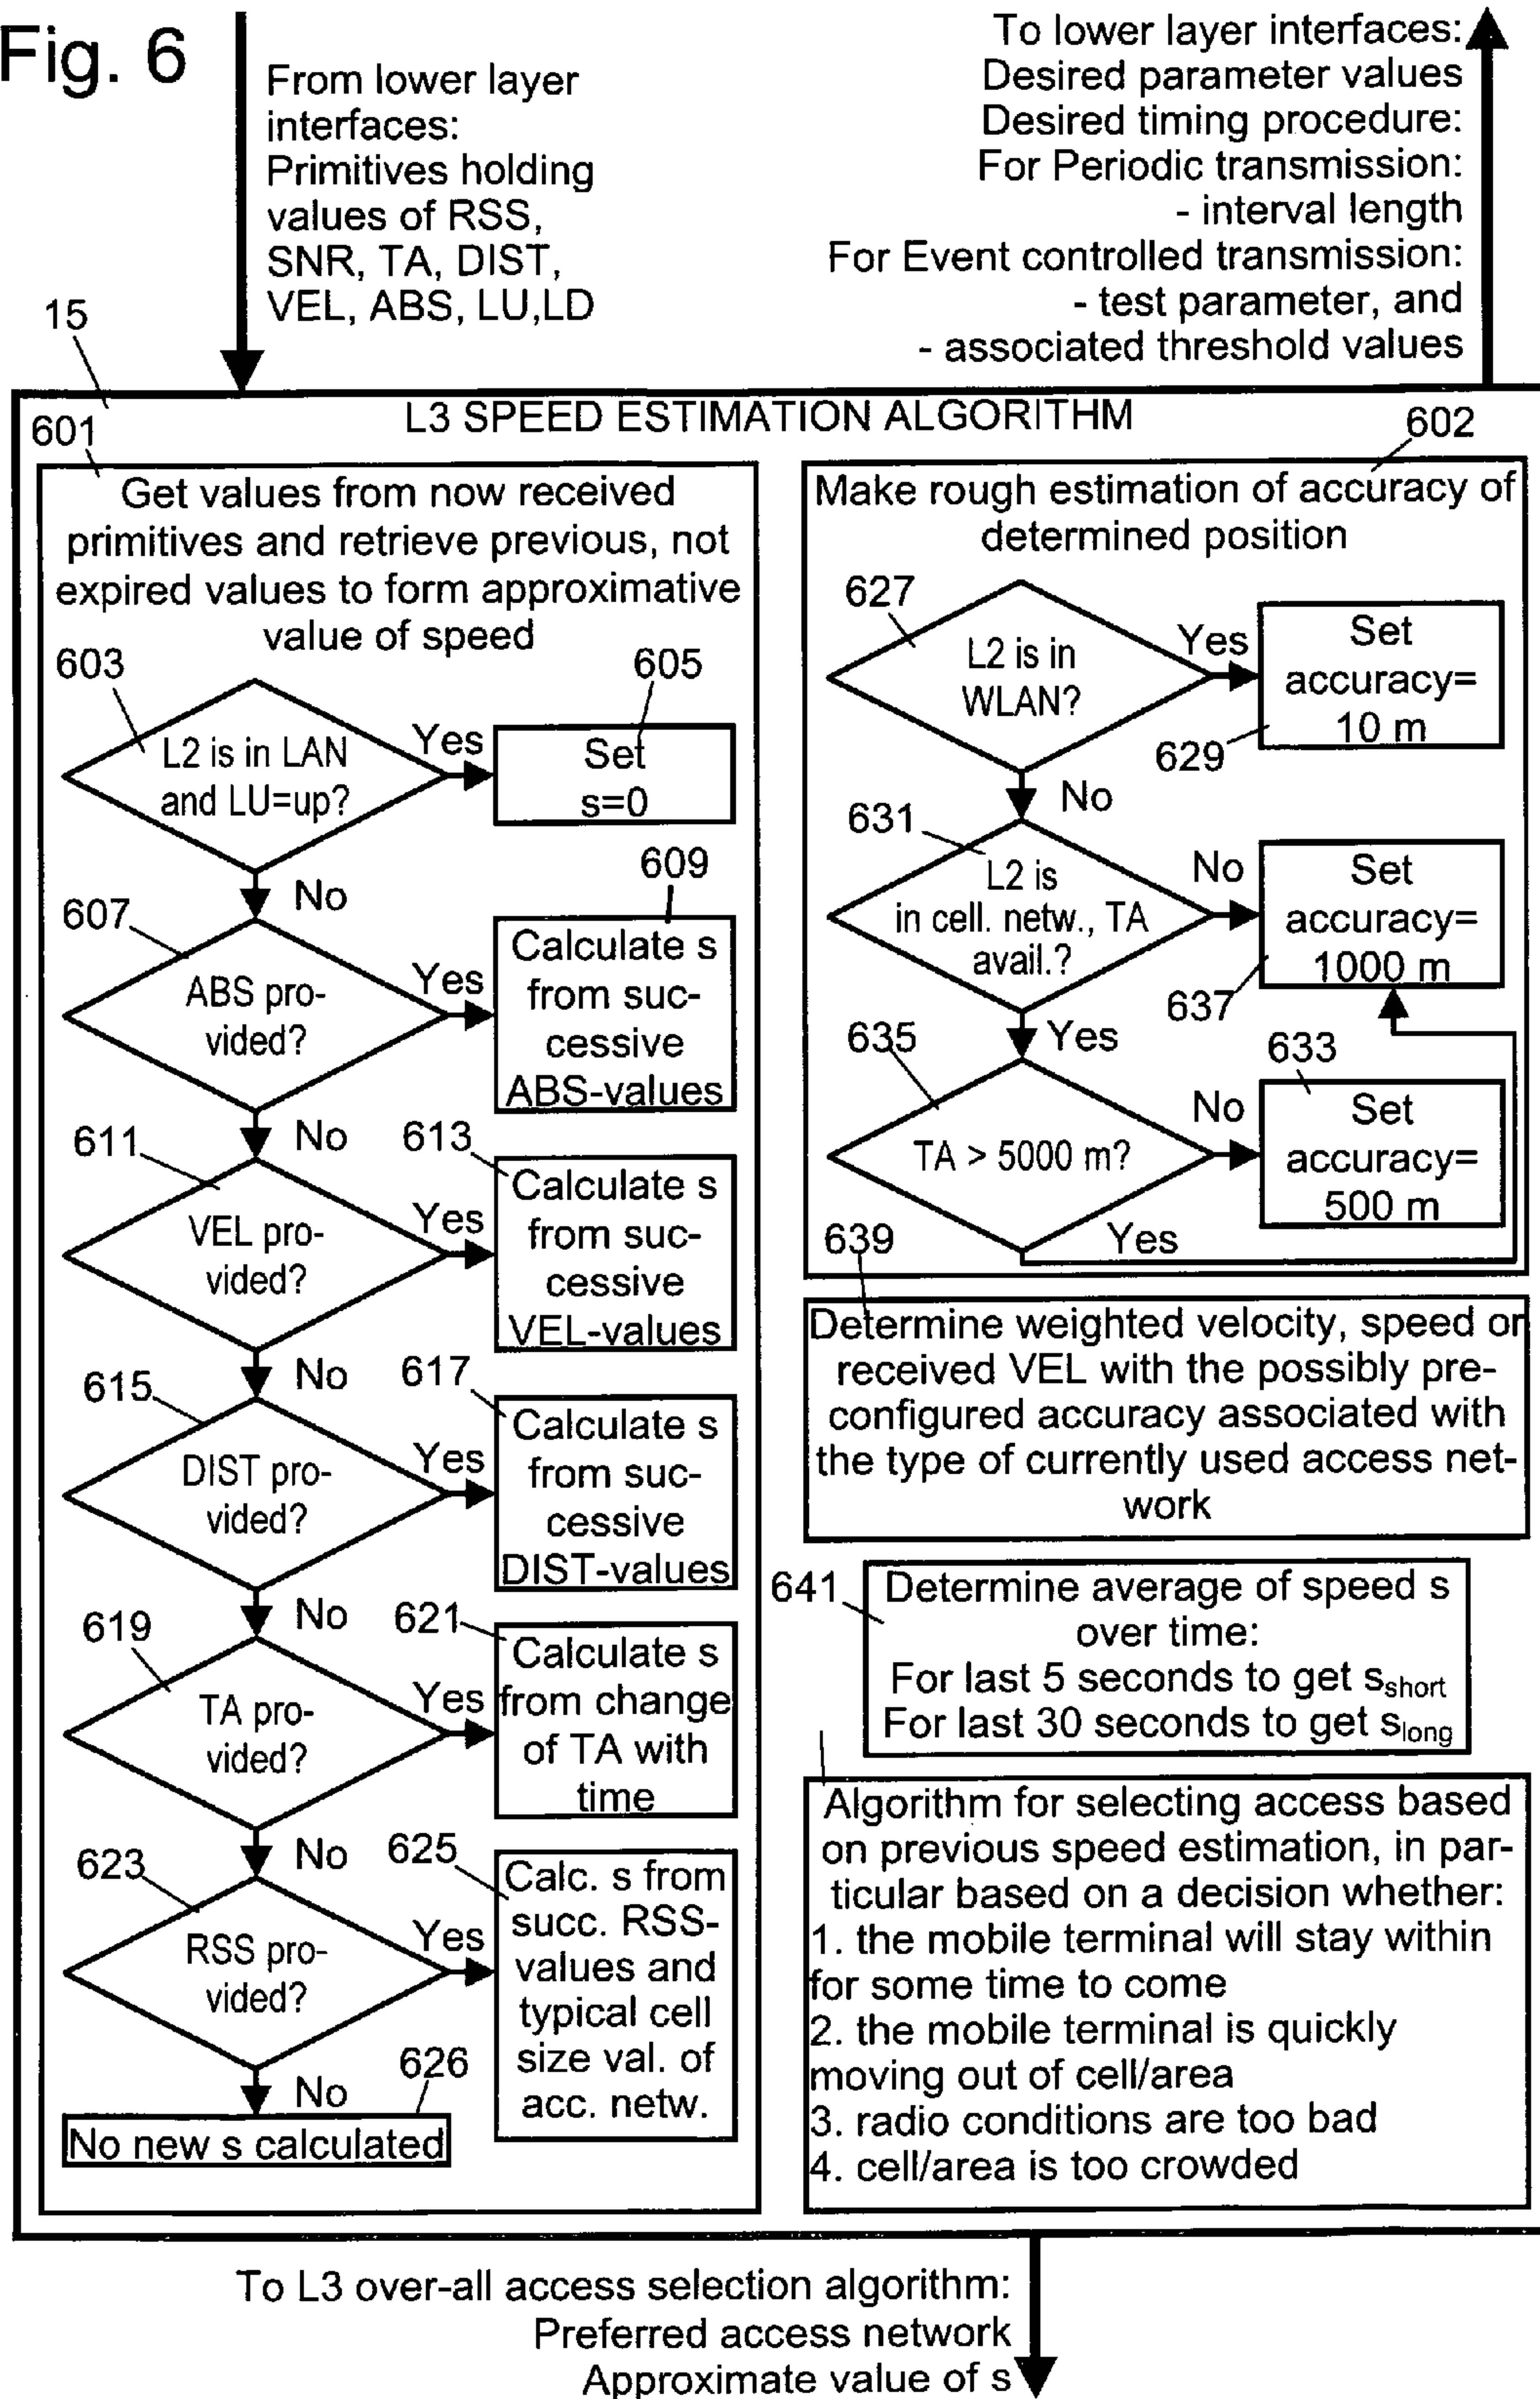 Fig. 6
From lower layer
interfaces:
Primitives holding
values of RSS,
SNR, TA, DIST,
VEL, ABS, LU,LD
To lower layer interfaces:
Desired parameter values
Desired timing procedure:
For Periodic transmission:
- interval length
For Event controlled transmission:
- test parameter, and
- associated threshold values
15
L3 SPEED ESTIMATION ALGORITHM
601
Get values from now received
primitives and retrieve previous, not
expired values to form approximative
value of speed
603
L2 is in LAN
and LU=up?
Yes
605
Set
s=0
No
607
ABS pro-
vided?
Yes
609
Calculate s
from suc-
cessive
ABS-values
No
611
VEL pro-
vided?
Yes
613
Calculate s
from suc-
cessive
VEL-values
No
615
DIST pro-
vided?
Yes
617
Calculate s
from suc-
cessive
DIST-values
No
619
TA pro-
vided?
Yes
621
Calculate s
from change
of TA with
time
No
623
RSS pro-
vided?
Yes
625
Calc. s from
succ. RSS-
values and
typical cell
size val. of
acc. netw.
No
626
No new s calculated
602
Make rough estimation of accuracy of
determined position
627
L2 is in
WLAN?
Yes
629
Set
accuracy=
10 m
No
631
L2 is
in cell. netw., TA
avail.?
No
637
Set
accuracy=
1000 m
Yes
635
TA > 5000 m?
No
633
Set
accuracy=
500 m
Yes
639
Determine weighted velocity, speed or
received VEL with the possibly pre-
configured accuracy associated with
the type of currently used access net-
work
641
Determine average of speed s
over time:
For last 5 seconds to get sshort
For last 30 seconds to get slong
Algorithm for selecting access based
on previous speed estimation, in par-
ticular based on a decision whether:
1. the mobile terminal will stay within
for some time to come
2. the mobile terminal is quickly
moving out of cell/area
3. radio conditions are too bad
4. cell/area is too crowded
To L3 over-all access selection algorithm:
Preferred access network
Approximate value of s